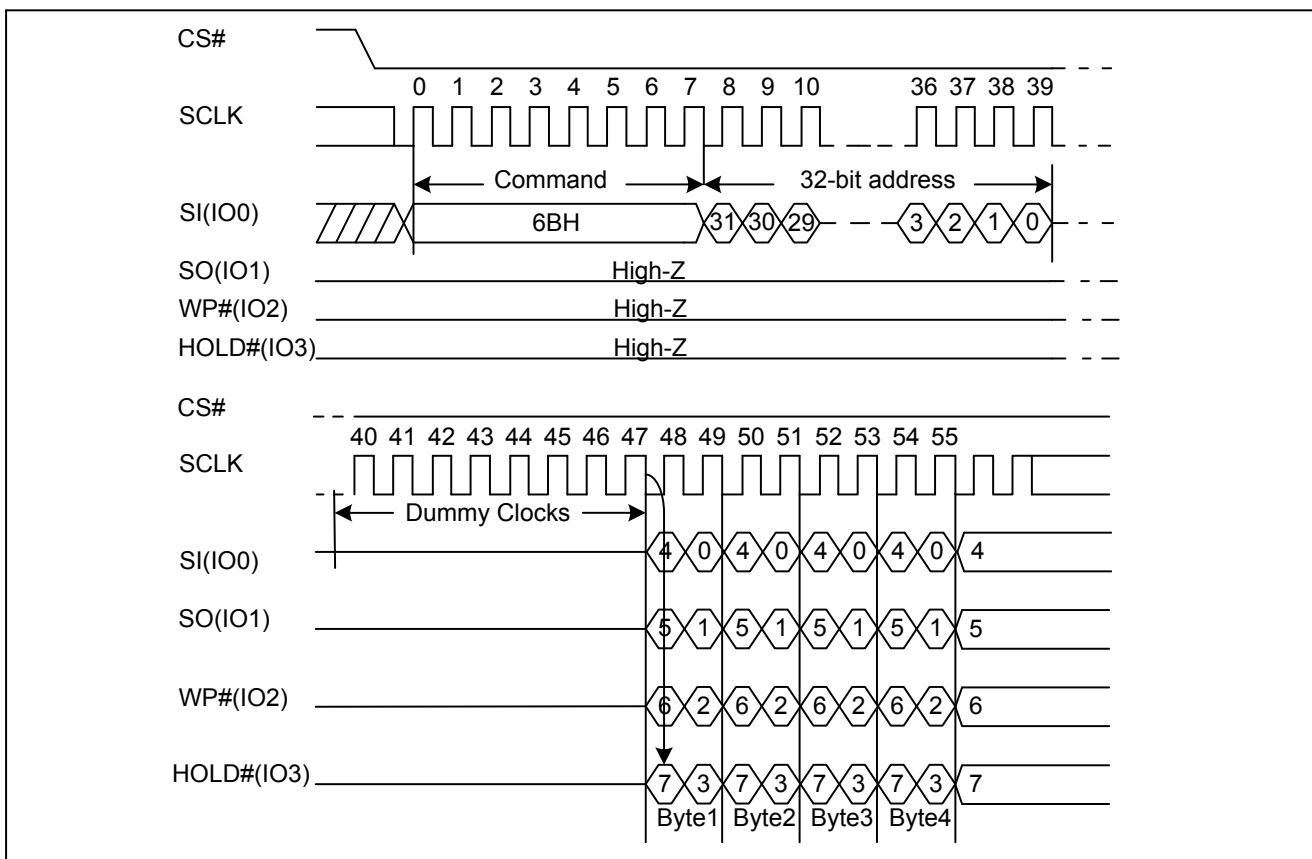 CS#
0 1 2 3 4 5 6 7 8 9 10 36 37 38 39
SCLK
Command 32-bit address
SI(IO0) 6BH 31 30 29 3 2 1 0
SO(IO1) High-Z
WP#(IO2) High-Z
HOLD#(IO3) High-Z
CS#
40 41 42 43 44 45 46 47 48 49 50 51 52 53 54 55
SCLK
Dummy Clocks
SI(IO0) 4 0 4 0 4 0 4 0 4
SO(IO1) 5 1 5 1 5 1 5 1 5
WP#(IO2) 6 2 6 2 6 2 6 2 6
HOLD#(IO3) 7 3 7 3 7 3 7 3 7
Byte1 Byte2 Byte3 Byte4